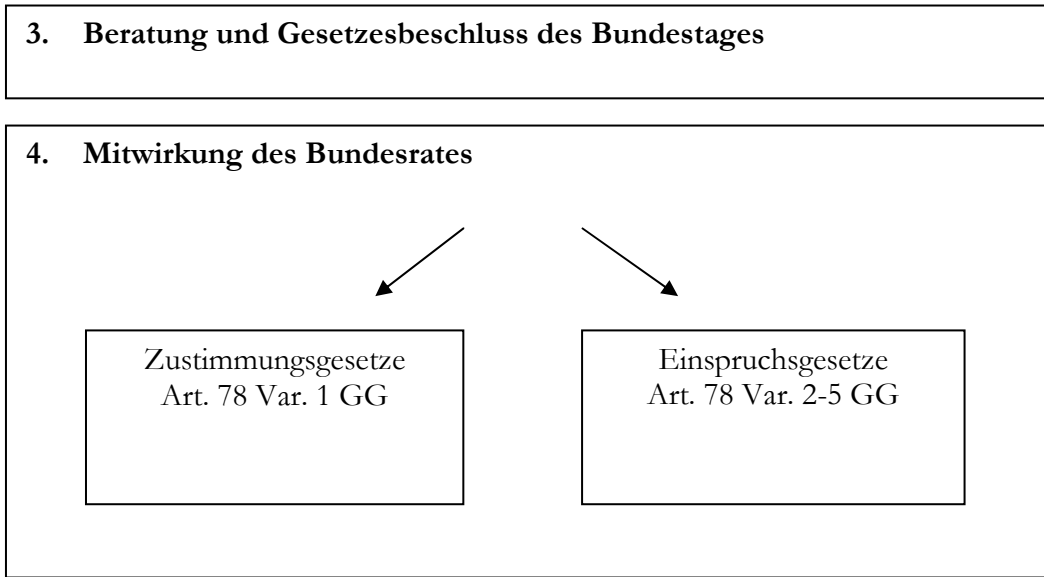 3. Beratung und Gesetzesbeschluss des Bundestages
4. Mitwirkung des Bundesrates
Zustimmungsgesetze
Art. 78 Var. 1 GG
Einspruchsgesetze
Art. 78 Var. 2-5 GG